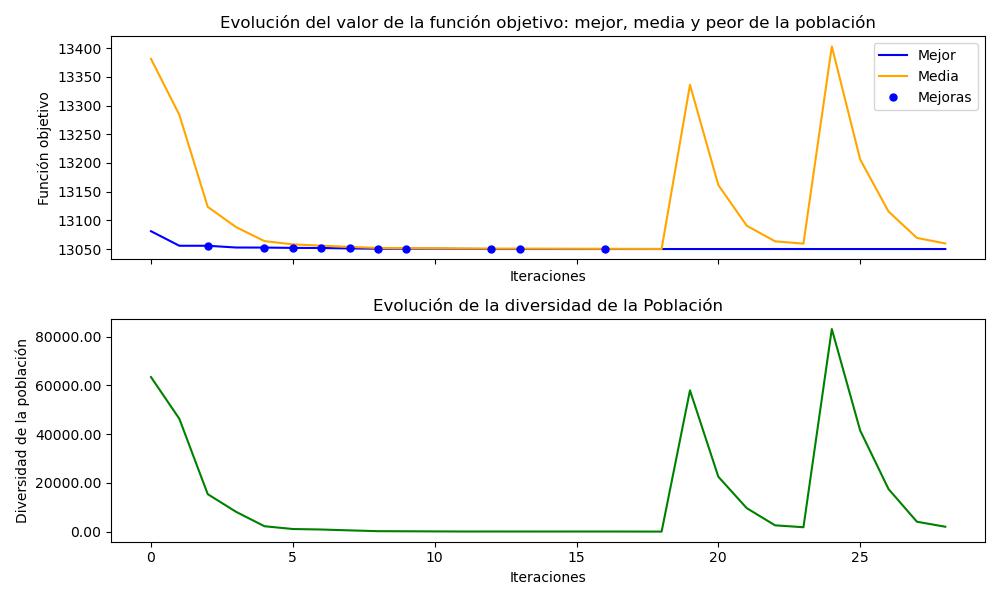 Evolución del valor de la función objetivo: mejor, media y peor de la población
Función objetivo
13400
13350
13300
13250
13200
13150
13100
13050
Mejor
Media
Mejoras
Iteraciones
Evolución de la diversidad de la Población
Diversidad de la población
80000.00
60000.00
40000.00
20000.00
0.00
0 5 10 15 20 25
Iteraciones